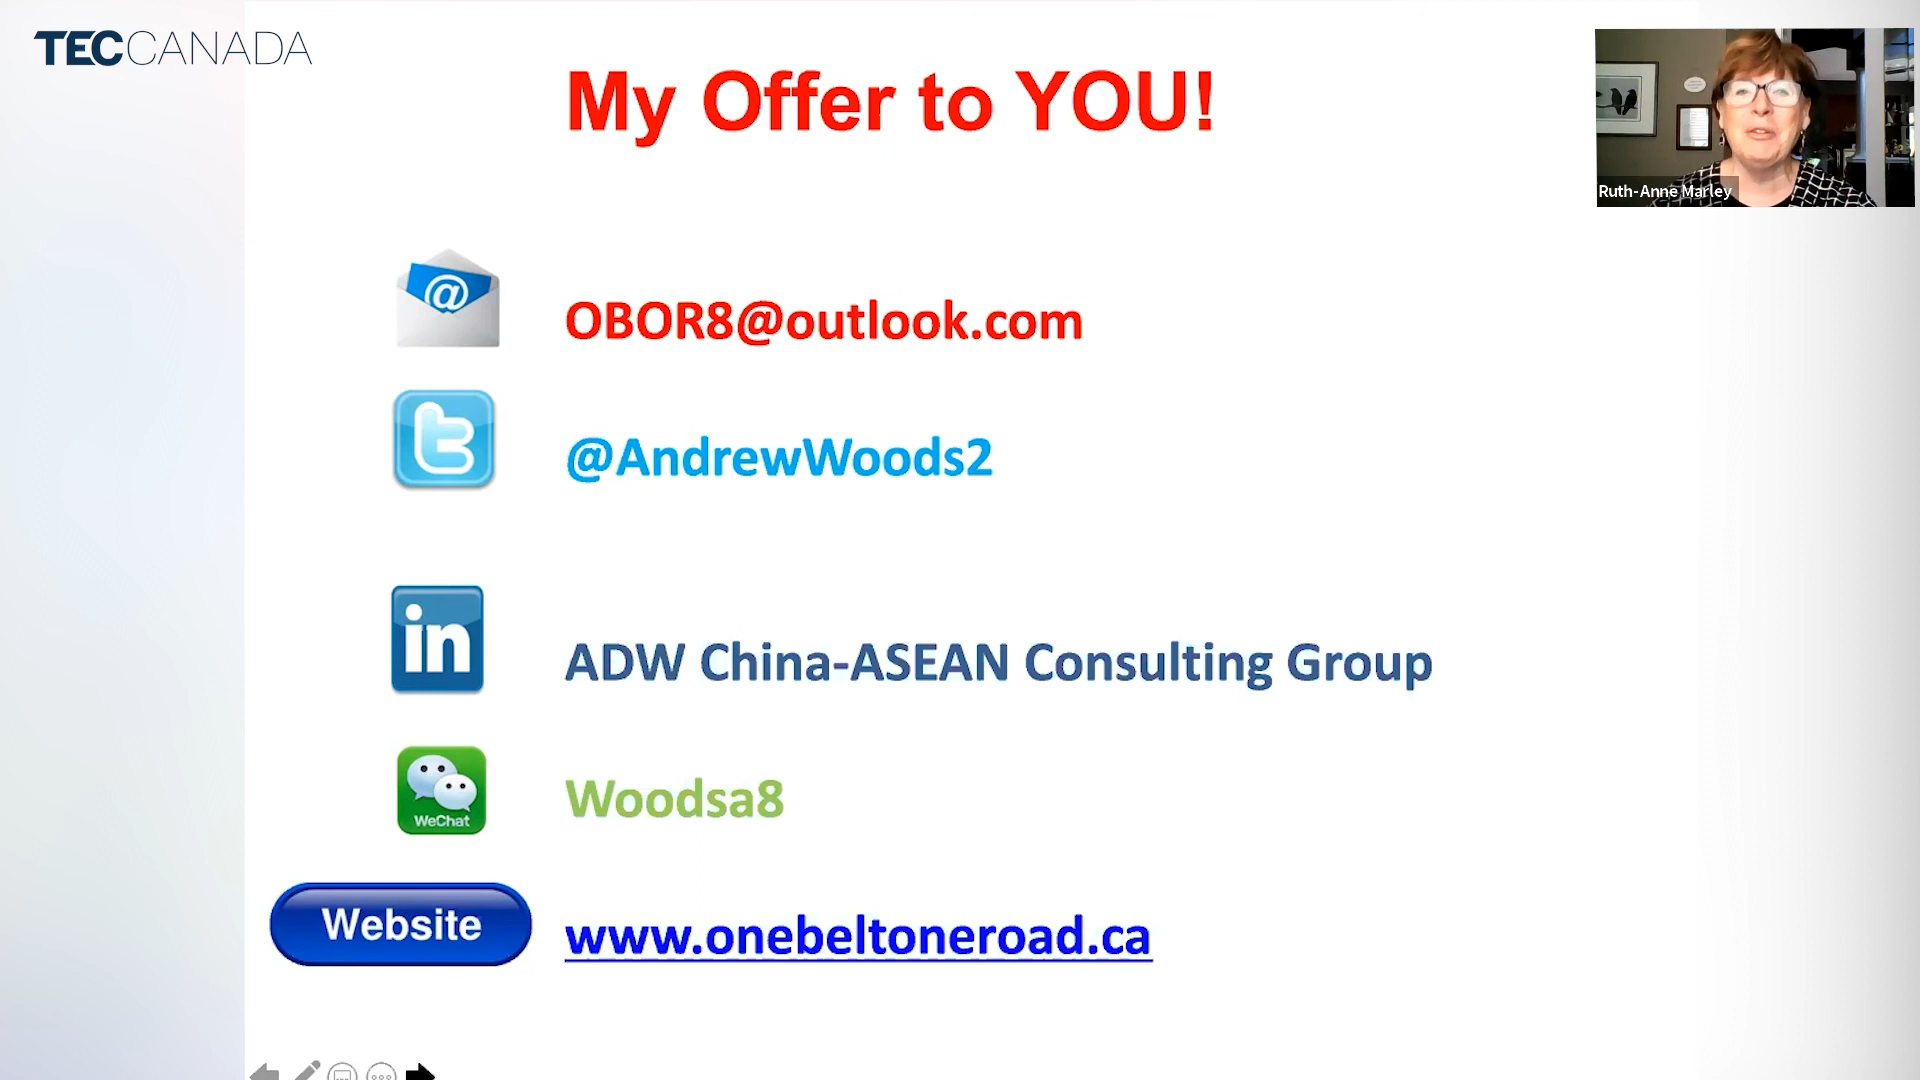 TECCANADA
My Offer to YOU!
Ruth-Anne Marley
@
OBOR8@outlook.com
@AndrewWoods2
in
ADW China-ASEAN Consulting Group
WeChat
Woodsa8
Website
www.onebeltoneroad.ca